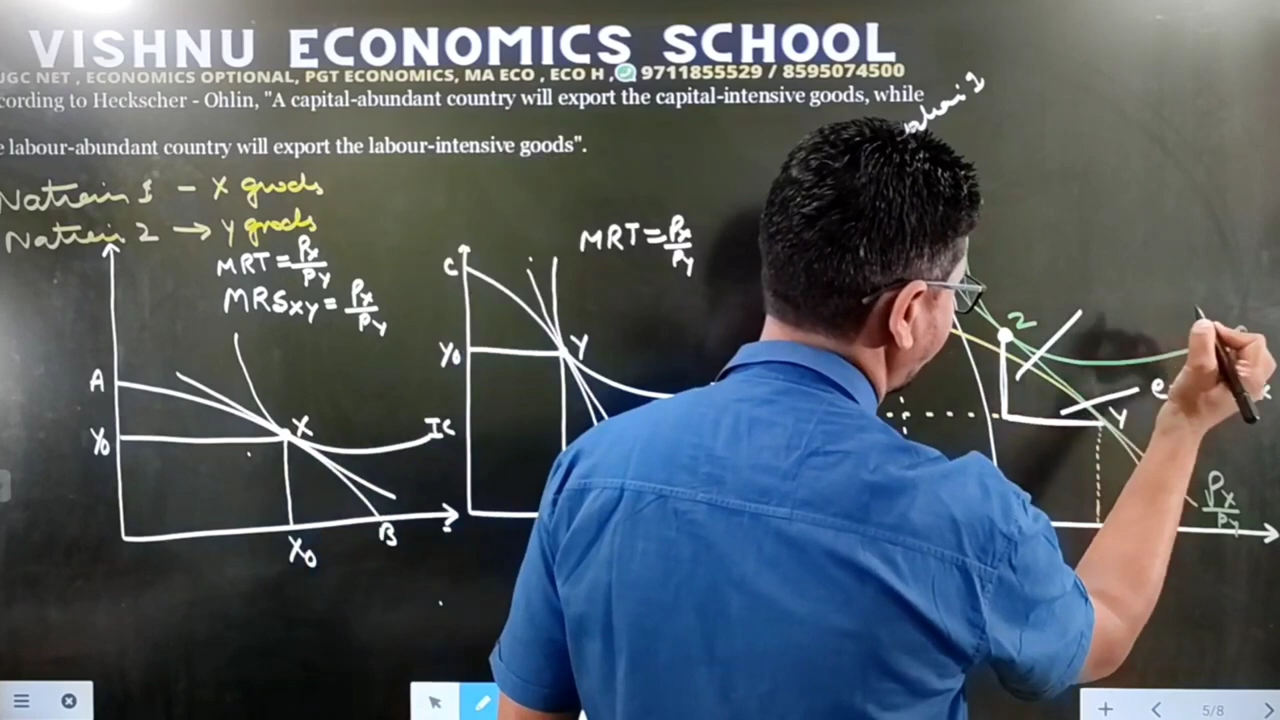 VISHNU ECONOMICS SCHOOL
UGC NET , ECONOMICS OPTIONAL, PGT ECONOMICS, MA ECO , ECO H , 9711855529 / 8595074500
cording to Heckscher - Ohlin, "A capital-abundant country will export the capital-intensive goods, while
e labour-abundant country will export the labour-intensive goods".
Natrein 1 - X goods
Natrein 2 → Y goods
MRT = Px/Py
MRSxy = Px/Py
A
Y0
X
IC
X0
B
MRT = Px/Py
C
Y0
Y
2
e
Y
Px/Py
5/8